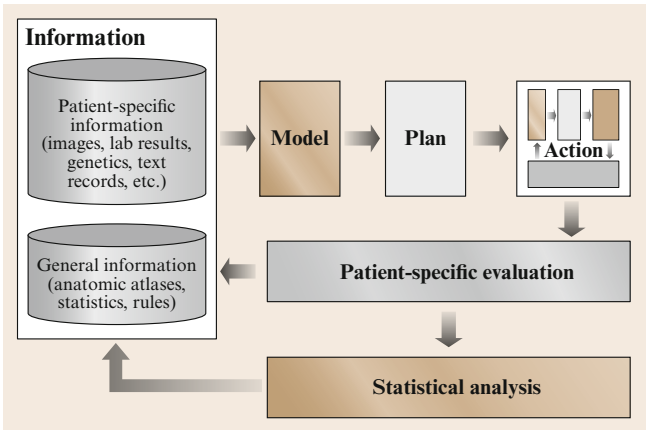 Information
Patient-specific
information
(images, lab results,
genetics, text
records, etc.)
General information
(anatomic atlases,
statistics, rules)
Model
Plan
Action
Patient-specific evaluation
Statistical analysis